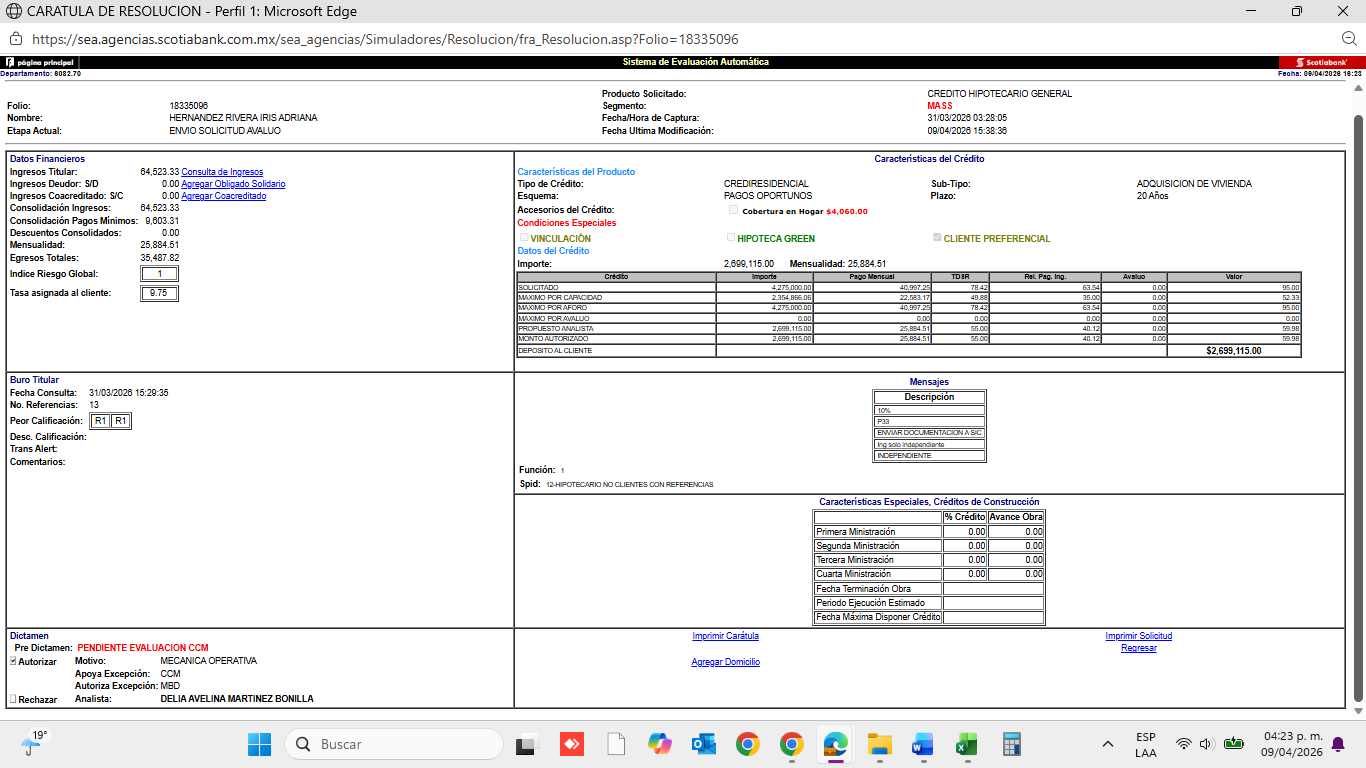 CARATULA DE RESOLUCION - Perfil 1: Microsoft Edge
https://sea.agencias.scotiabank.com.mx/sea_agencias/Simuladores/Resolucion/fra_Resolucion.asp?Folio=18335096
página principal Sistema de Evaluación Automática Scotiabank
Departamento: 6082.70 Fecha: 09/04/2026 16:23
Producto Solicitado: CREDITO HIPOTECARIO GENERAL
Folio: 18335096 Segmento: MASS
Nombre: HERNANDEZ RIVERA IRIS ADRIANA Fecha/Hora de Captura: 31/03/2026 03:28:05
Etapa Actual: ENVIO SOLICITUD AVALUO Fecha Ultima Modificación: 09/04/2026 15:38:36
Datos Financieros
Ingresos Titular: 64,523.33 Consulta de Ingresos
Ingresos Deudor: S/D 0.00 Agregar Obligado Solidario
Ingresos Coacreditado: S/C 0.00 Agregar Coacreditado
Consolidación Ingresos: 64,523.33
Consolidación Pagos Mínimos: 9,603.31
Descuentos Consolidados: 0.00
Mensualidad: 25,884.51
Egresos Totales: 35,487.82
Indice Riesgo Global: 1
Tasa asignada al cliente: 9.75
Características del Crédito
Características del Producto
Tipo de Crédito: CREDIRESIDENCIAL Sub-Tipo: ADQUISICION DE VIVIENDA
Esquema: PAGOS OPORTUNOS Plazo: 20 Años
Accesorios del Crédito: Cobertura en Hogar $4,060.00
Condiciones Especiales
VINCULACIÓN HIPOTECA GREEN CLIENTE PREFERENCIAL
Datos del Crédito
Importe: 2,699,115.00 Mensualidad: 25,884.51
Crédito Importe Pago Mensual TDSR Rel. Pag. Ing. Avaluo Valor
SOLICITADO 4,275,000.00 40,997.25 78.42 63.54 0.00 95.00
MAXIMO POR CAPACIDAD 2,354,866.06 22,583.17 49.88 35.00 0.00 52.33
MAXIMO POR AFORO 4,275,000.00 40,997.25 78.42 63.54 0.00 95.00
MAXIMO POR AVALUO 0.00 0.00 0.00 0.00 0.00 0.00
PROPUESTO ANALISTA 2,699,115.00 25,884.51 55.00 40.12 0.00 59.98
MONTO AUTORIZADO 2,699,115.00 25,884.51 55.00 40.12 0.00 59.98
DEPOSITO AL CLIENTE $2,699,115.00
Buro Titular
Fecha Consulta: 31/03/2026 15:29:35
No. Referencias: 13
Peor Calificación: R1 R1
Desc. Calificación:
Trans Alert:
Comentarios:
Mensajes
Descripción
10%
P33
ENVIAR DOCUMENTACION A SIC
Ing solo independiente
INDEPENDIENTE
Función: 1
Spid: 12-HIPOTECARIO NO CLIENTES CON REFERENCIAS
Características Especiales, Créditos de Construcción
% Crédito Avance Obra
Primera Ministración 0.00 0.00
Segunda Ministración 0.00 0.00
Tercera Ministración 0.00 0.00
Cuarta Ministración 0.00 0.00
Fecha Terminación Obra
Periodo Ejecución Estimado
Fecha Máxima Disponer Crédito
Dictamen
Pre Dictamen: PENDIENTE EVALUACION CCM
Autorizar Motivo: MECANICA OPERATIVA
Apoya Excepción: CCM
Autoriza Excepción: MBD
Rechazar Analista: DELIA AVELINA MARTINEZ BONILLA
Imprimir Carátula Imprimir Solicitud
Regresar
Agregar Domicilio
19°
Buscar
ESP
LAA
04:23 p. m.
09/04/2026